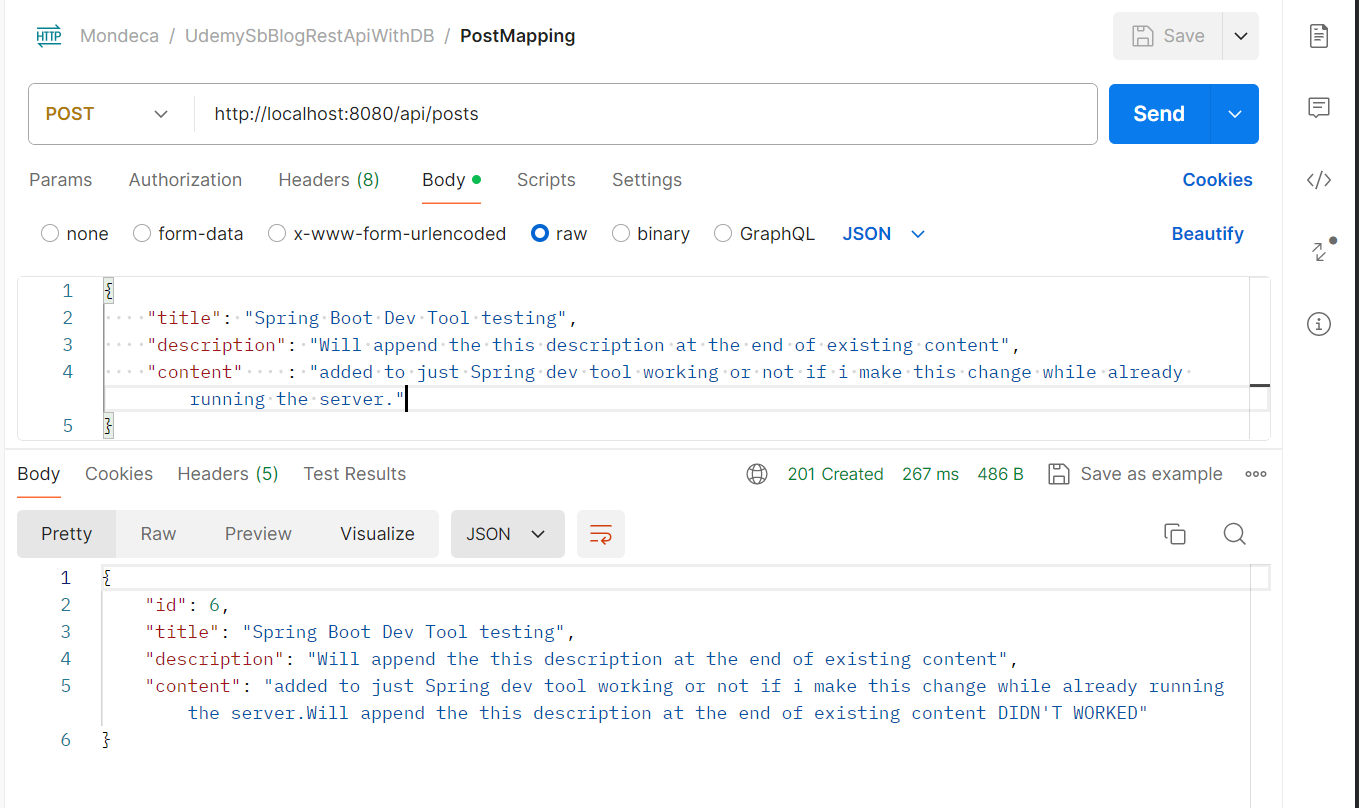 HTTP Mondeca / UdemySbBlogRestApiWithDB / PostMapping Save
POST http://localhost:8080/api/posts Send
Params Authorization Headers (8) Body Scripts Settings Cookies
none form-data x-www-form-urlencoded raw binary GraphQL JSON Beautify
1 {
2 "title": "Spring Boot Dev Tool testing",
3 "description": "Will append the this description at the end of existing content",
4 "content" : "added to just Spring dev tool working or not if i make this change while already
running the server."
5 }
Body Cookies Headers (5) Test Results 201 Created 267 ms 486 B Save as example
Pretty Raw Preview Visualize JSON
1 {
2 "id": 6,
3 "title": "Spring Boot Dev Tool testing",
4 "description": "Will append the this description at the end of existing content",
5 "content": "added to just Spring dev tool working or not if i make this change while already running
the server.Will append the this description at the end of existing content DIDN'T WORKED"
6 }